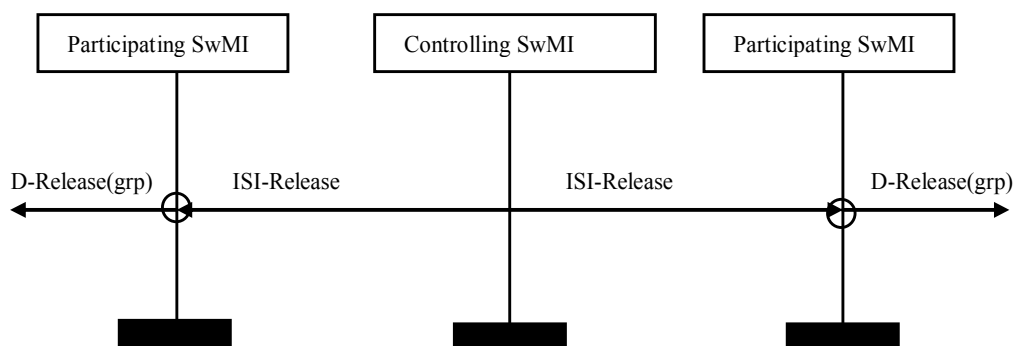 Participating SwMI
Controlling SwMI
Participating SwMI
D-Release(grp)
ISI-Release
ISI-Release
D-Release(grp)